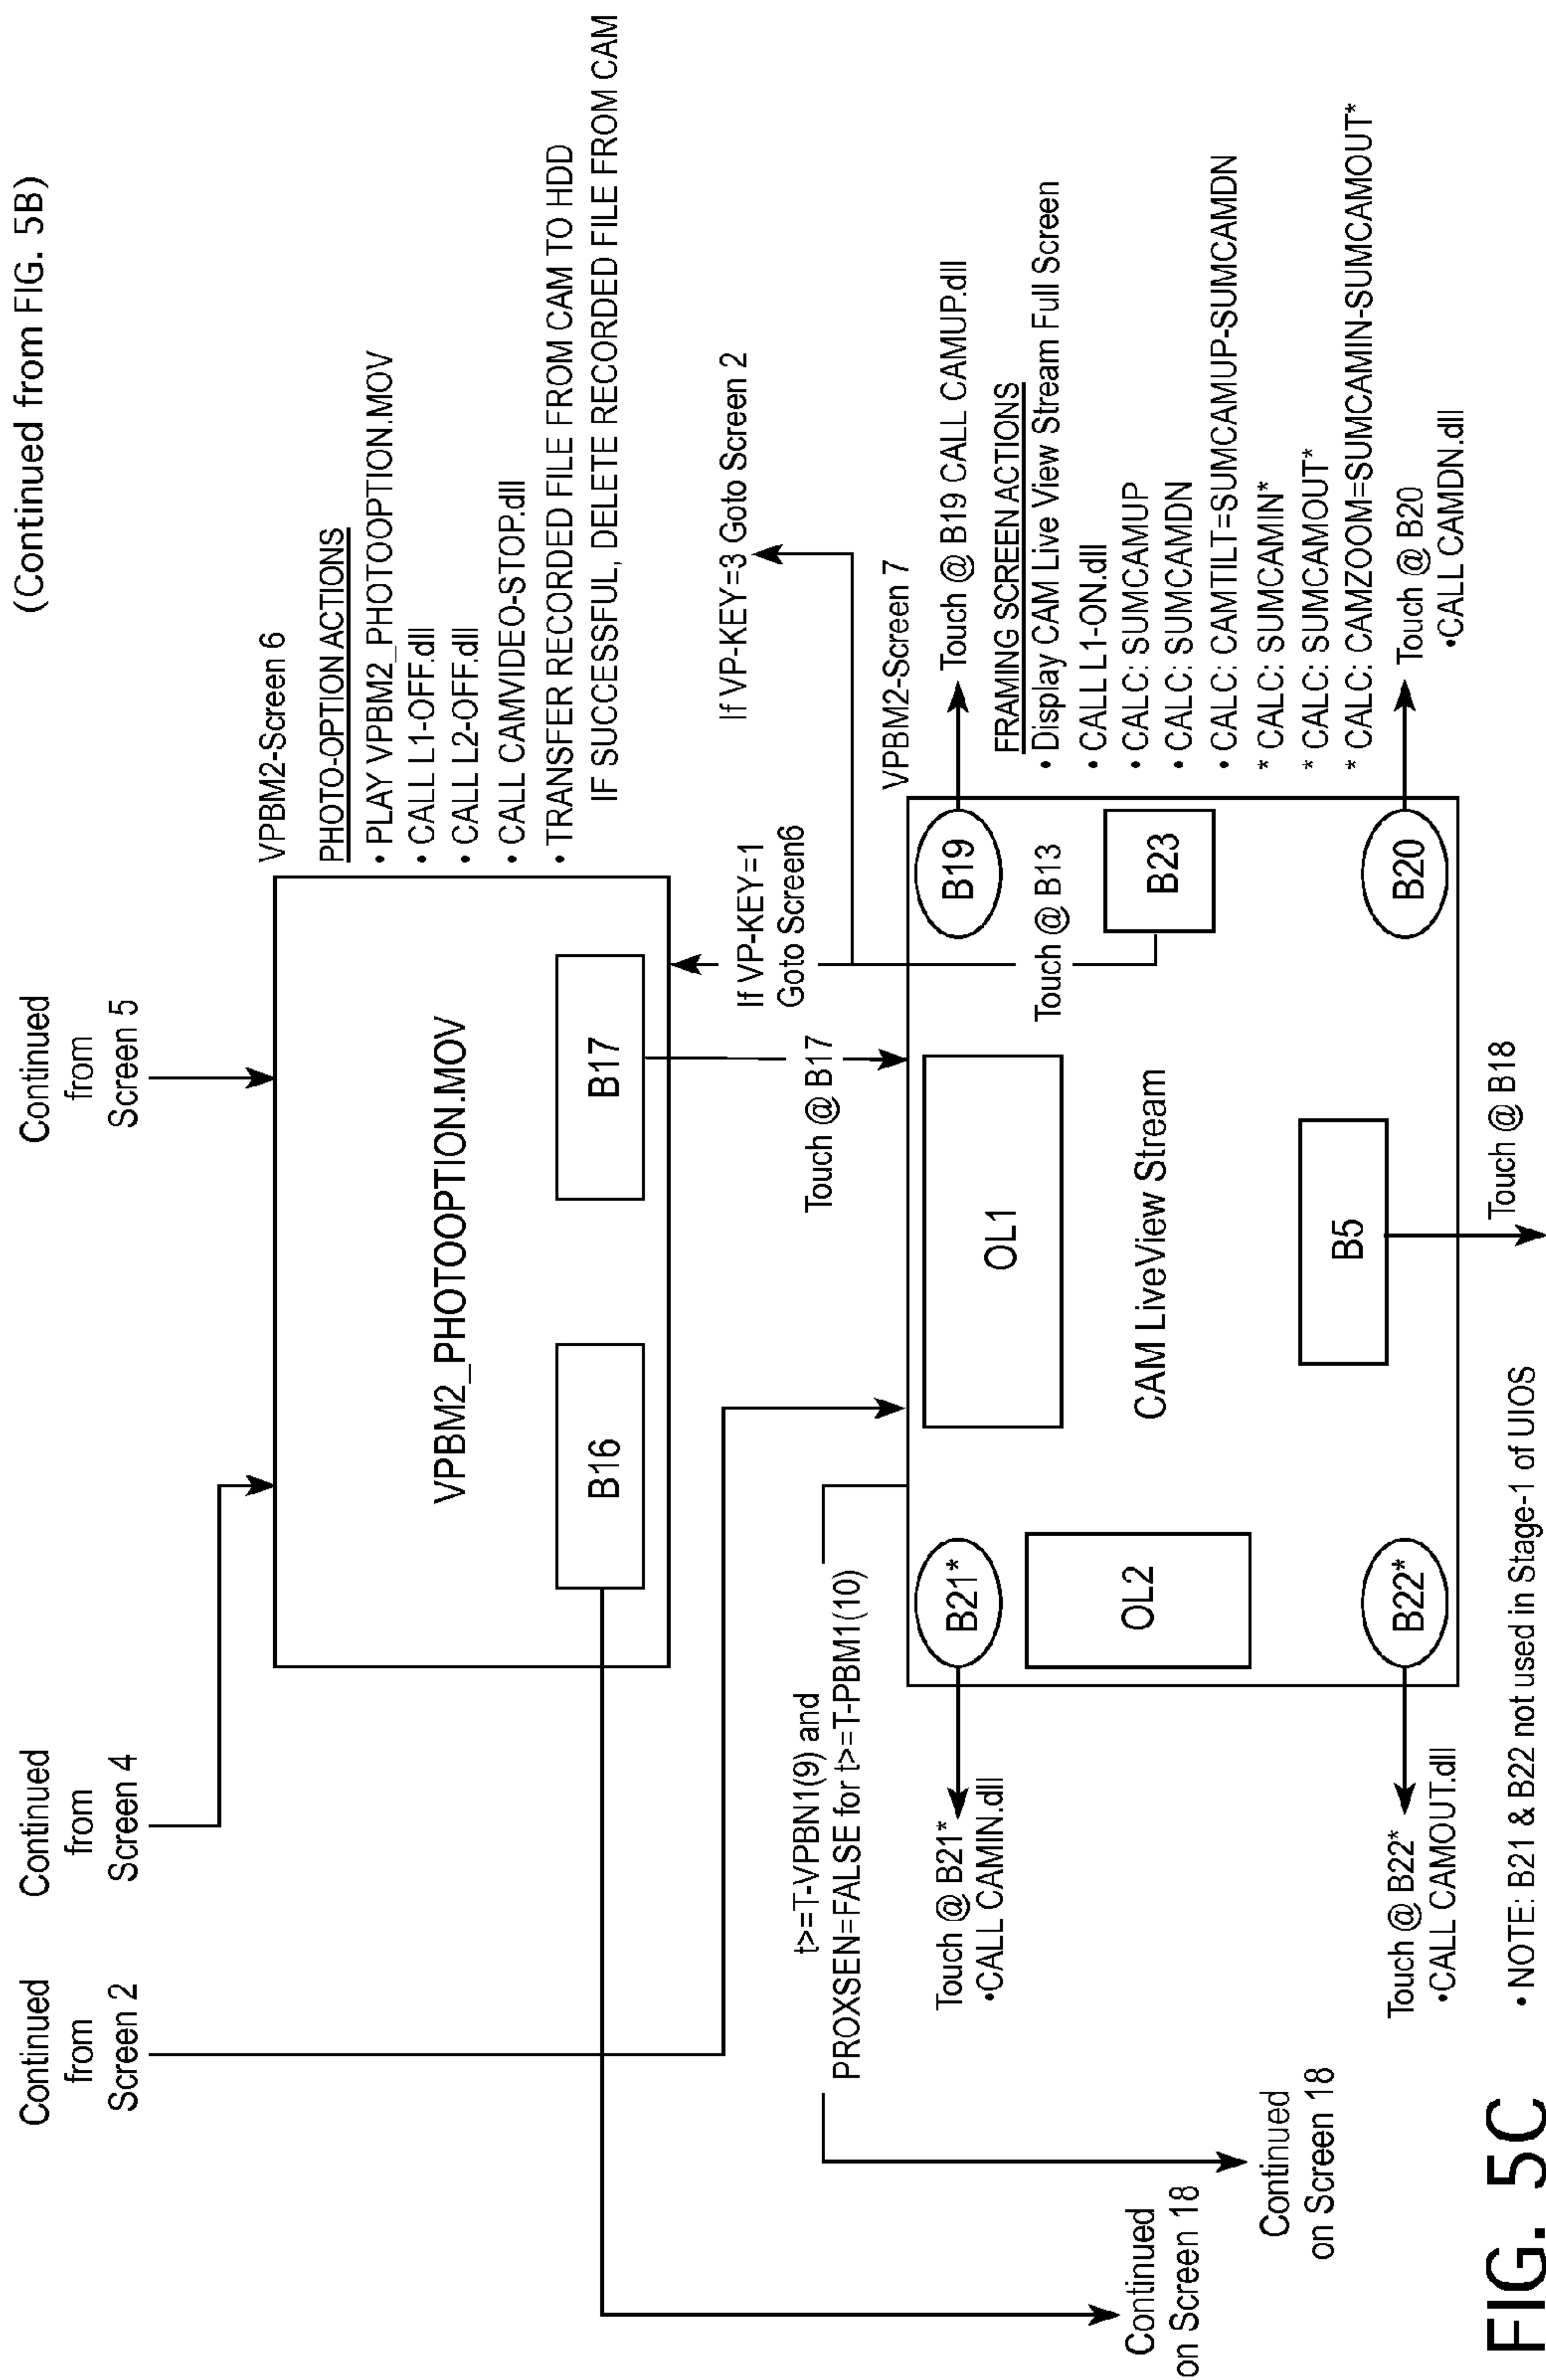 (Continued from FIG. 5B)
Continued
from
Screen 2
Continued
from
Screen 4
Continued
from
Screen 5
VPBM2-Screen 6
PHOTO-OPTION ACTIONS
• PLAY VPBM2_PHOTOOPTION.MOV
• CALL L1-OFF.dll
• CALL L2-OFF.dll
• CALL CAMVIDEO-STOP.dll
• TRANSFER RECORDED FILE FROM CAM TO HDD
IF SUCCESSFUL, DELETE RECORDED FILE FROM CAM
VPBM2_PHOTOOPTION.MOV
B16
B17
If VP-KEY=3 Goto Screen 2
If VP-KEY=1
Goto Screen6
Touch @ B17
t>=T-VPBN1(9) and
PROXSEN=FALSE for t>=T-PBM1(10)
VPBM2-Screen 7
Touch @ B19 CALL CAMUP.dll
FRAMING SCREEN ACTIONS
• Display CAM Live View Stream Full Screen
• CALL L1-ON.dll
• CALC: SUMCAMUP
• CALC: SUMCAMDN
• CALC: CAMTILT=SUMCAMUP-SUMCAMDN
* CALC: SUMCAMIN*
* CALC: SUMCAMOUT*
* CALC: CAMZOOM=SUMCAMIN-SUMCAMOUT*
Touch @ B20
•CALL CAMDN.dll
B21*
OL1
B19
Touch @ B13
OL2
CAM LiveView Stream
B23
B5
B22*
B20
Touch @ B21*
•CALL CAMIN.dll
Touch @ B22*
•CALL CAMOUT.dll
Touch @ B18
Continued
on Screen 18
Continued
on Screen 18
• NOTE: B21 & B22 not used in Stage-1 of UIOS
FIG. 5C